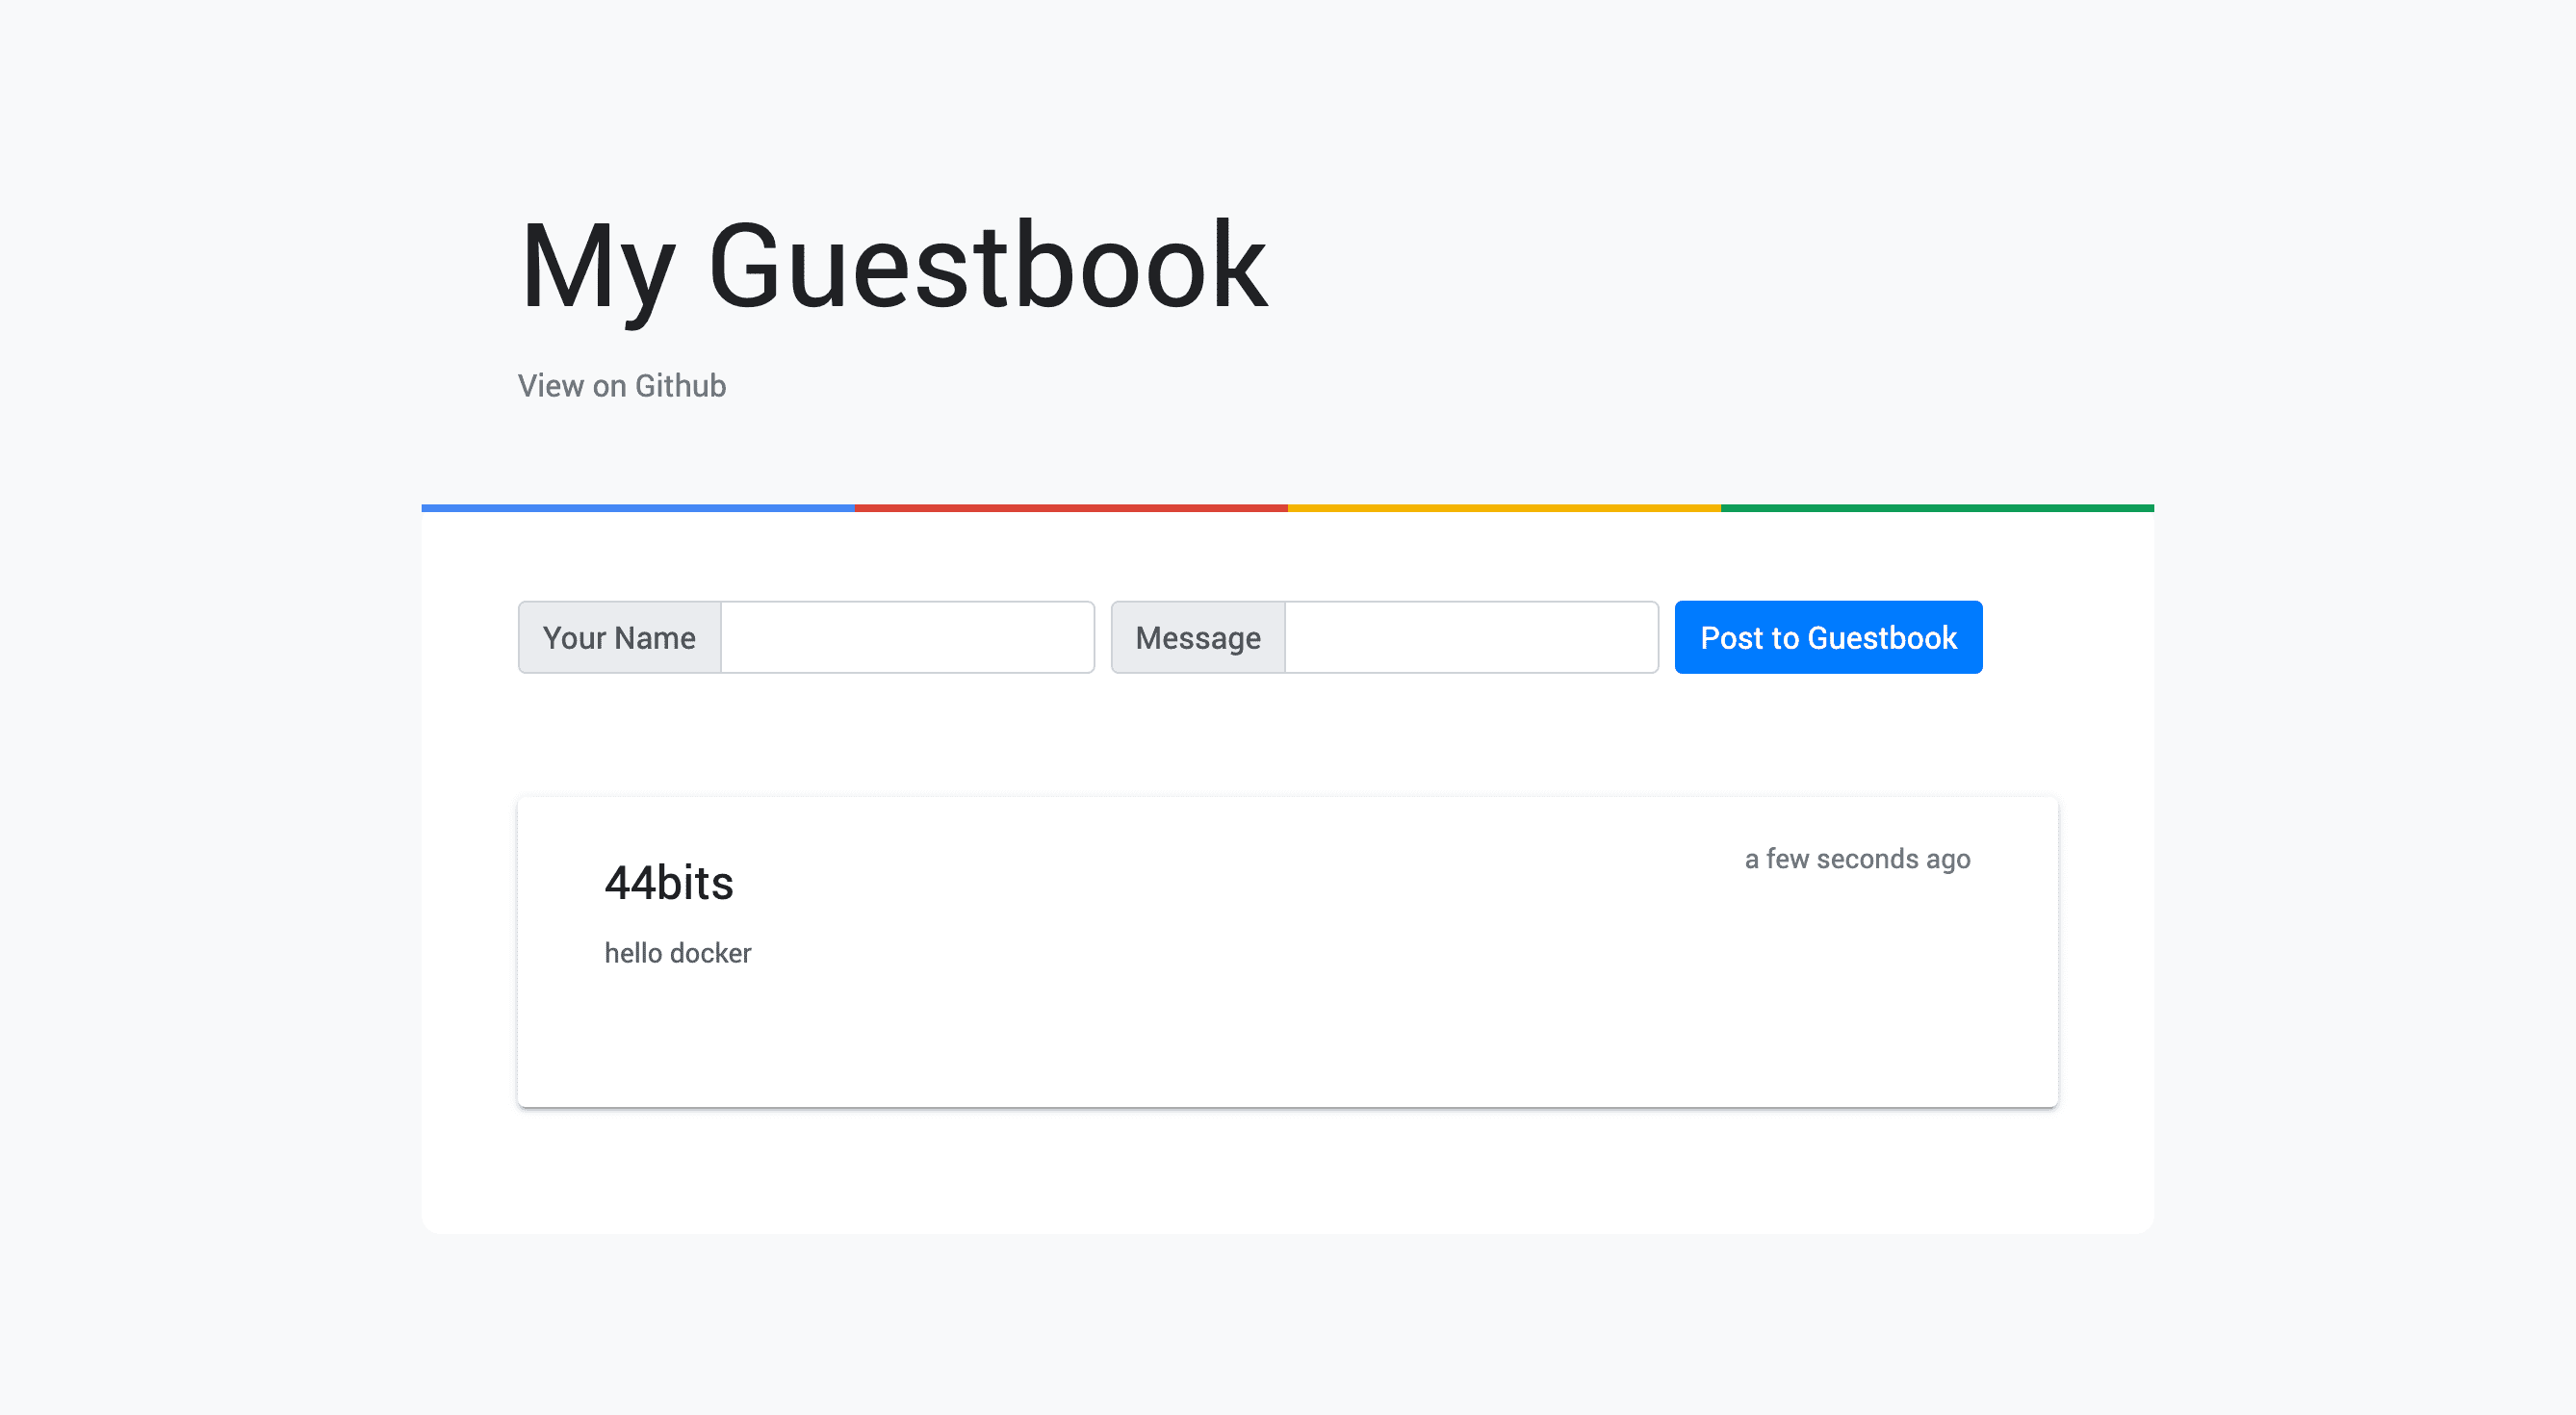 My Guestbook
View on Github
Your Name Message Post to Guestbook
44bits a few seconds ago
hello docker